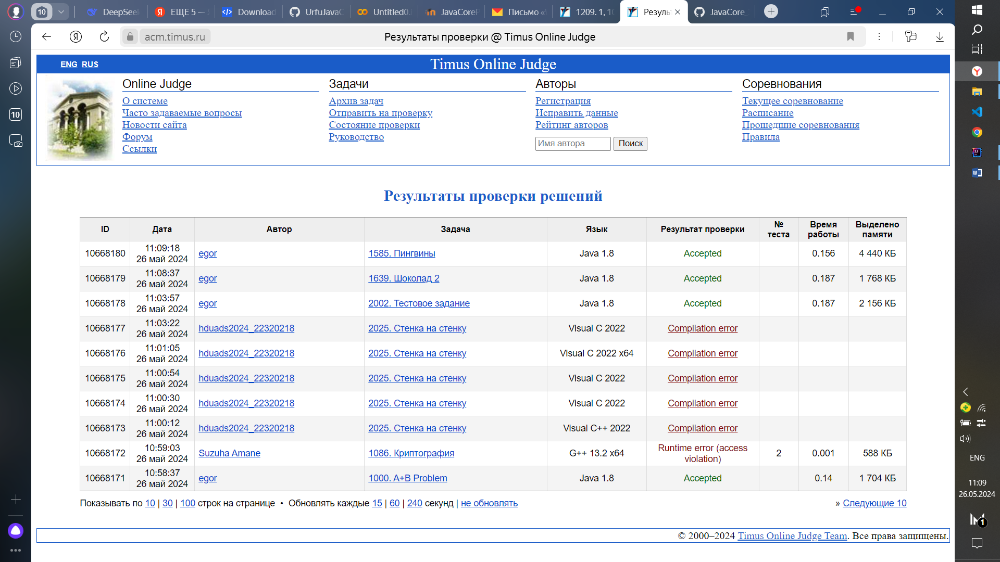 10
DeepSeek
ЕЩЕ 5 —
Download
UrfuJavaC
Untitled0.i
JavaCoreP
Письмо «
1209. 1, 10
Резуль
JavaCore_
acm.timus.ru
Результаты проверки @ Timus Online Judge
ENG RUS
Timus Online Judge
Online Judge
О системе
Часто задаваемые вопросы
Новости сайта
Форум
Ссылки
Задачи
Архив задач
Отправить на проверку
Состояние проверки
Руководство
Авторы
Регистрация
Исправить данные
Рейтинг авторов
Имя автора Поиск
Соревнования
Текущее соревнование
Расписание
Прошедшие соревнования
Правила
10
Результаты проверки решений
ID Дата Автор Задача Язык Результат проверки № теста Время работы Выделено памяти
10668180 11:09:18 26 май 2024 egor 1585. Пингвины Java 1.8 Accepted 0.156 4 440 КБ
10668179 11:08:37 26 май 2024 egor 1639. Шоколад 2 Java 1.8 Accepted 0.187 1 768 КБ
10668178 11:03:57 26 май 2024 egor 2002. Тестовое задание Java 1.8 Accepted 0.187 2 156 КБ
10668177 11:03:22 26 май 2024 hduads2024_22320218 2025. Стенка на стенку Visual C 2022 Compilation error
10668176 11:01:05 26 май 2024 hduads2024_22320218 2025. Стенка на стенку Visual C 2022 x64 Compilation error
10668175 11:00:54 26 май 2024 hduads2024_22320218 2025. Стенка на стенку Visual C 2022 Compilation error
10668174 11:00:30 26 май 2024 hduads2024_22320218 2025. Стенка на стенку Visual C 2022 Compilation error
10668173 11:00:12 26 май 2024 hduads2024_22320218 2025. Стенка на стенку Visual C++ 2022 Compilation error
10668172 10:59:03 26 май 2024 Suzuha Amane 1086. Криптография G++ 13.2 x64 Runtime error (access violation) 2 0.001 588 КБ
10668171 10:58:37 26 май 2024 egor 1000. A+B Problem Java 1.8 Accepted 0.14 1 704 КБ
Показывать по 10 | 30 | 100 строк на странице • Обновлять каждые 15 | 60 | 240 секунд | не обновлять
» Следующие 10
© 2000–2024 Timus Online Judge Team. Все права защищены.
ENG
11:09
26.05.2024
1